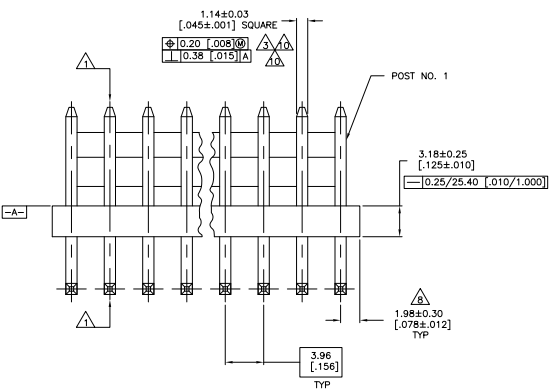 1.14±0.03
[.045±.001] SQUARE
⌖ 0.20 [.008]Ⓜ
3 10
⊥ 0.38 [.015] A
10
1
POST NO. 1
3.18±0.25
[.125±.010]
— 0.25/25.40 [.010/1.000]
-A-
1
8
1.98±0.30
[.078±.012]
TYP
3.96
[.156]
TYP